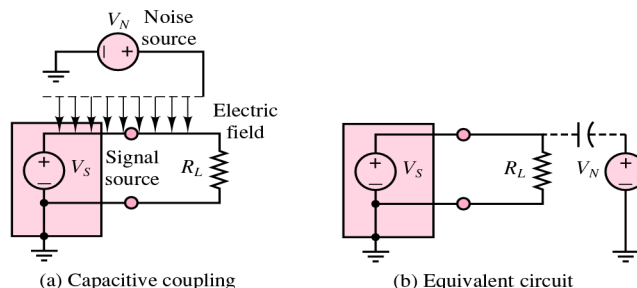 V_N Noise
source
− +
Electric
field
+ V_S − Signal
source
R_L
(a) Capacitive coupling
+ V_S −
R_L
V_N + −
(b) Equivalent circuit